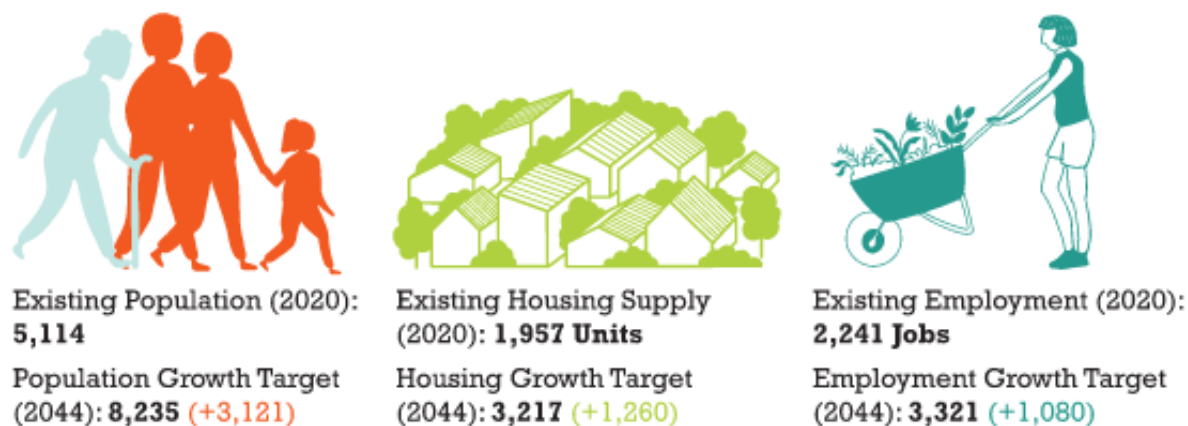 Existing Population (2020):
5,114
Population Growth Target
(2044): 8,235 (+3,121)
Existing Housing Supply
(2020): 1,957 Units
Housing Growth Target
(2044): 3,217 (+1,260)
Existing Employment (2020):
2,241 Jobs
Employment Growth Target
(2044): 3,321 (+1,080)